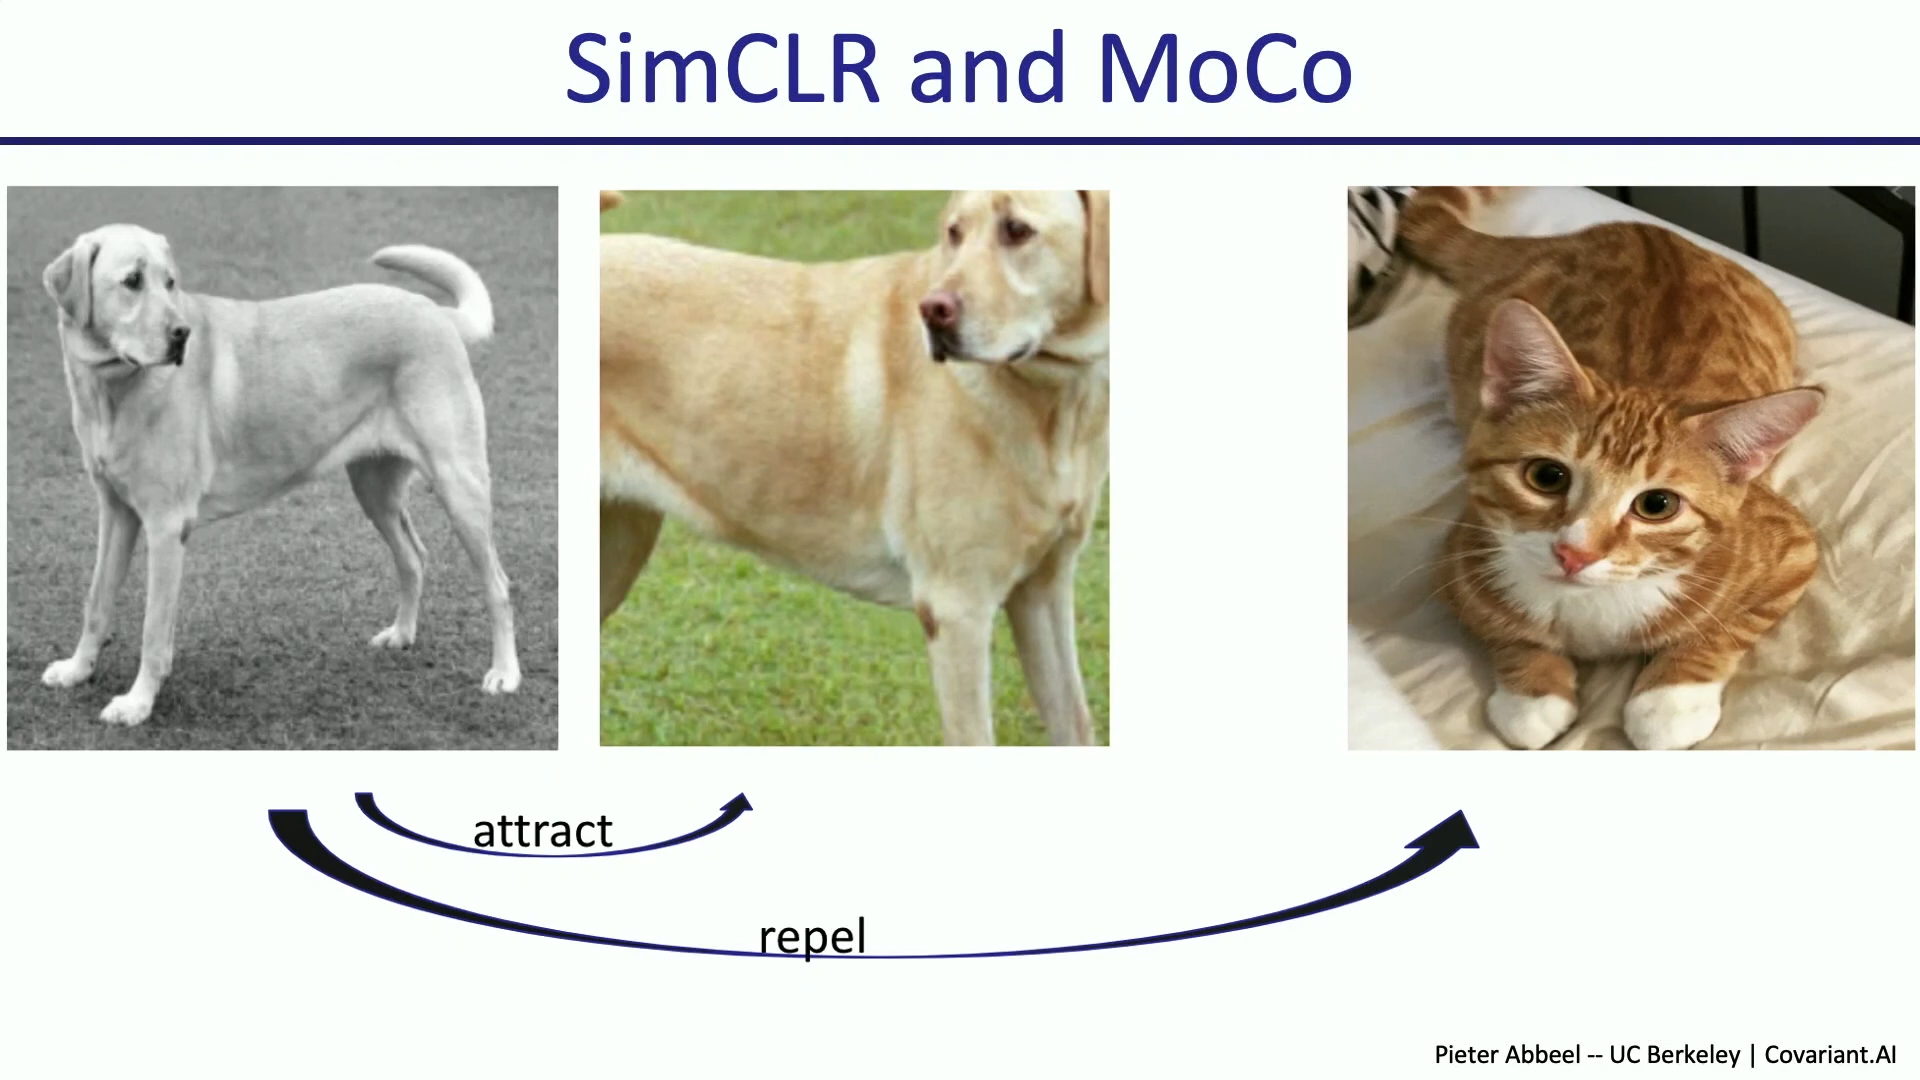 SimCLR and MoCo
attract
repel
Pieter Abbeel -- UC Berkeley | Covariant.AI